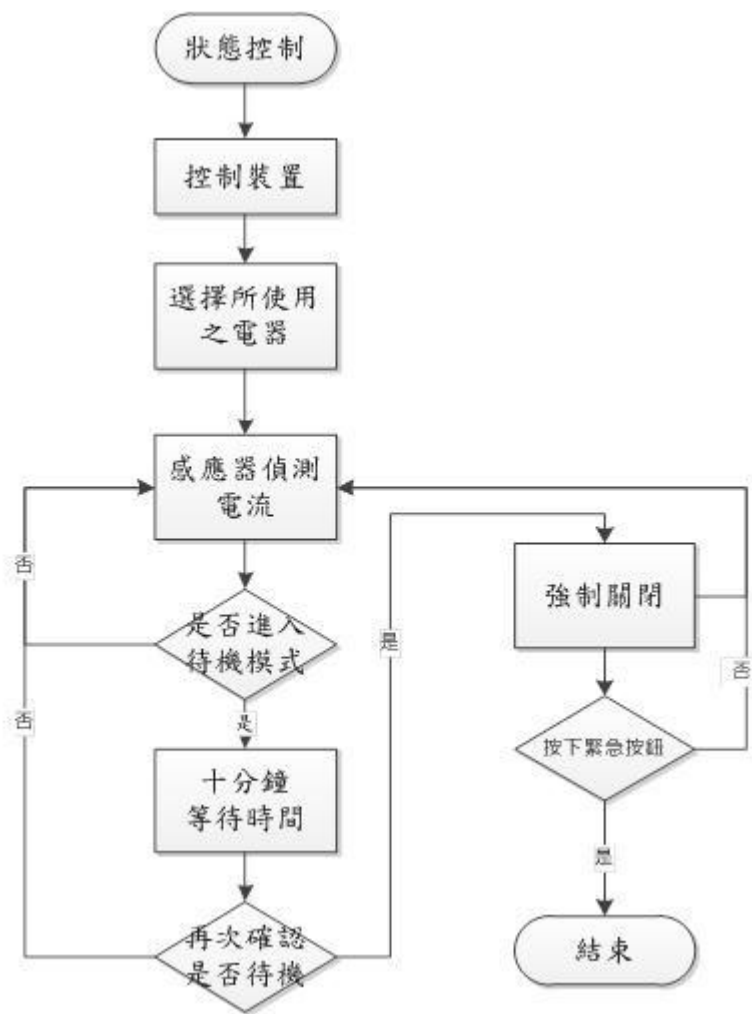 狀態控制
控制裝置
選擇所使用
之電器
感應器偵測
電流
否
是否進入
待機模式
是
否
十分鐘
等待時間
再次確認
是否待機
是
強制關閉
否
按下緊急按鈕
是
結束